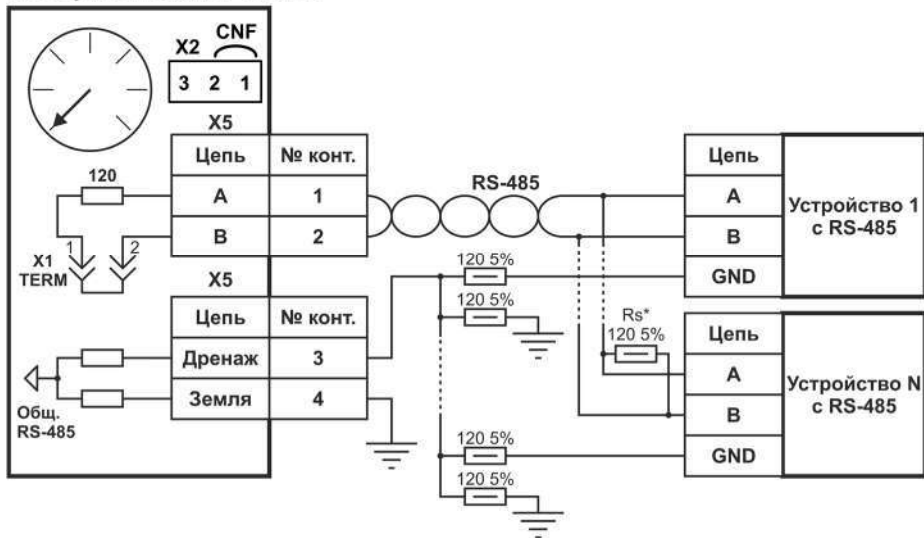 CNF
X2
3 2 1
X5
Цепь № конт.
A 1
B 2
120
1 2
X1
TERM
X5
Цепь № конт.
Дренаж 3
Земля 4
Общ.
RS-485
RS-485
120 5%
120 5%
Rs*
120 5%
120 5%
120 5%
Цепь
A
B
GND
Устройство 1
с RS-485
Цепь
A
B
GND
Устройство N
с RS-485